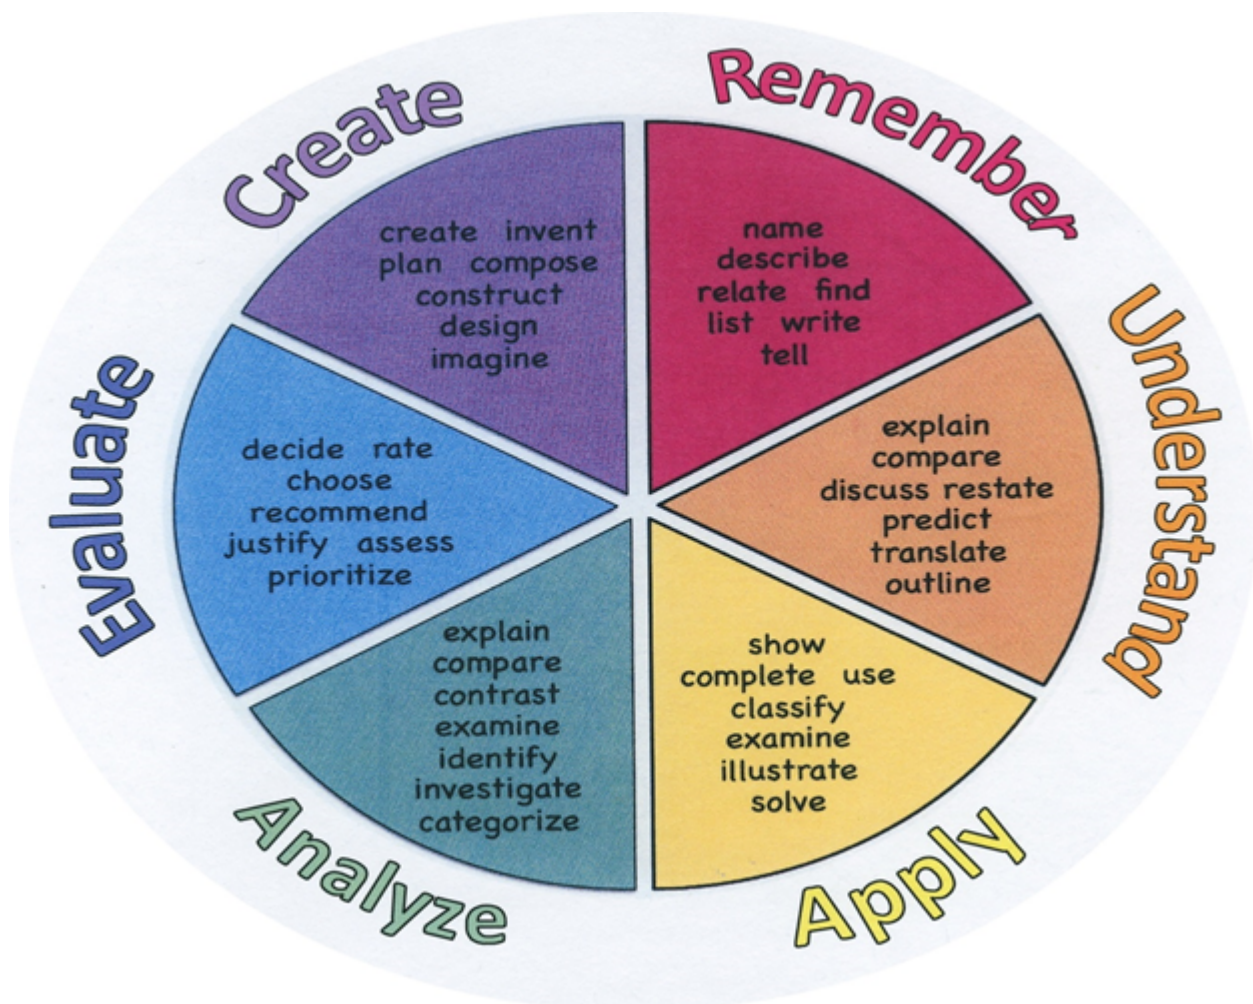 Remember
name
describe
relate find
list write
tell
Understand
explain
compare
discuss restate
predict
translate
outline
Apply
show
complete use
classify
examine
illustrate
solve
Analyze
explain
compare
contrast
examine
identify
investigate
categorize
Evaluate
decide rate
choose
recommend
justify assess
prioritize
Create
create invent
plan compose
construct
design
imagine